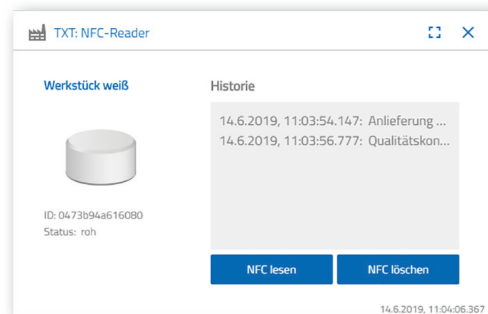 TXT: NFC-Reader
Werkstück weiß
Historie
14.6.2019, 11:03:54.147: Anlieferung ...
14.6.2019, 11:03:56.777: Qualitätskon...
ID: 0473b94a616080
Status: roh
NFC lesen
NFC löschen
14.6.2019, 11:04:06.367